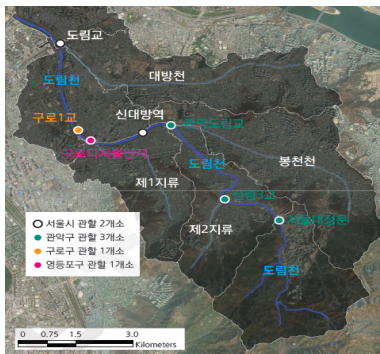 도림교
도림천
대방천
구로1교
신대방역
관악도림교
구로디지털단지
도림천
봉천천
제1지류
신림3교
제2지류
서울대정문
도림천
서울시 관할 2개소
관악구 관할 3개소
구로구 관할 1개소
영등포구 관할 1개소
0 0.75 1.5 3.0
Kilometers